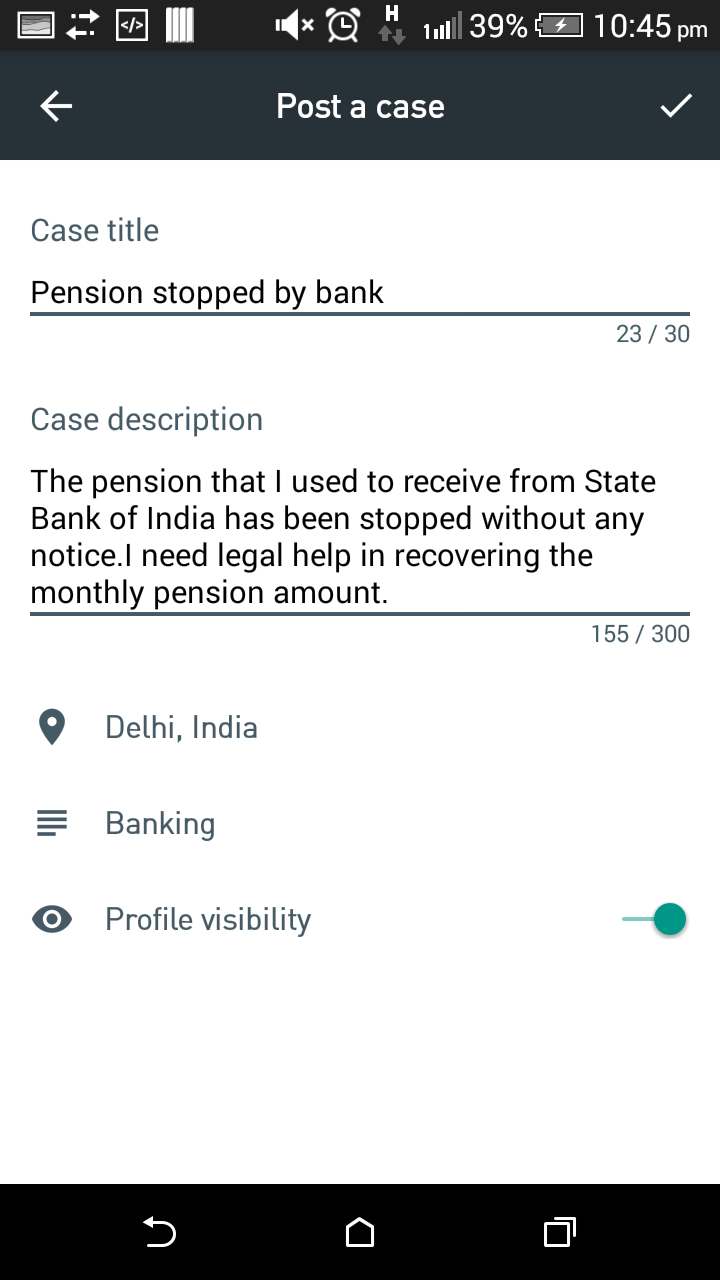 H 1 39% 10:45 pm
Post a case
Case title
Pension stopped by bank
23 / 30
Case description
The pension that I used to receive from State
Bank of India has been stopped without any
notice.I need legal help in recovering the
monthly pension amount.
155 / 300
Delhi, India
Banking
Profile visibility